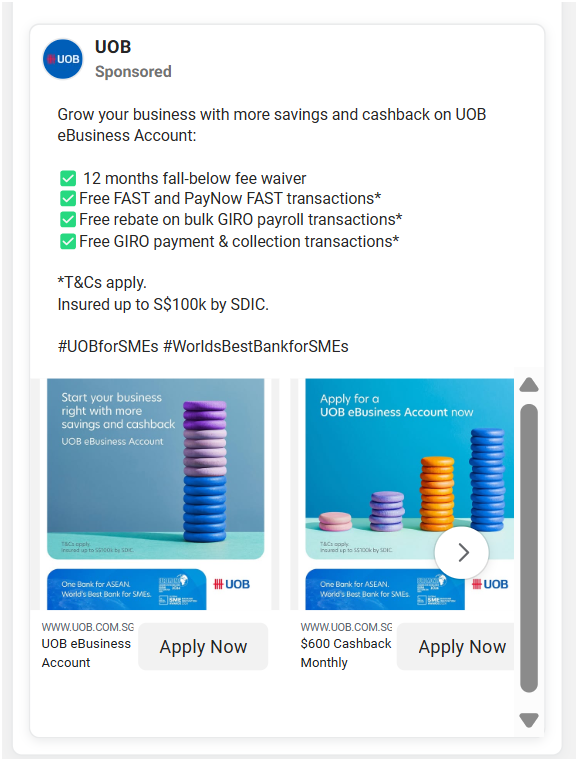 UOB
UOB
Sponsored
Grow your business with more savings and cashback on UOB
eBusiness Account:
12 months fall-below fee waiver
Free FAST and PayNow FAST transactions*
Free rebate on bulk GIRO payroll transactions*
Free GIRO payment & collection transactions*
*T&Cs apply.
Insured up to S$100k by SDIC.
#UOBforSMEs #WorldsBestBankforSMEs
Start your business
right with more
savings and cashback
UOB eBusiness Account
T&Cs apply.
Insured up to S$100k by SDIC.
One Bank for ASEAN.
World's Best Bank for SMEs.
UOB
WWW.UOB.COM.SG
UOB eBusiness
Account
Apply Now
Apply for a
UOB eBusiness Account now
T&Cs apply.
Insured up to S$100k by SDIC.
One Bank for ASEAN.
World's Best Bank for SMEs.
UOB
WWW.UOB.COM.SG
$600 Cashback
Monthly
Apply Now